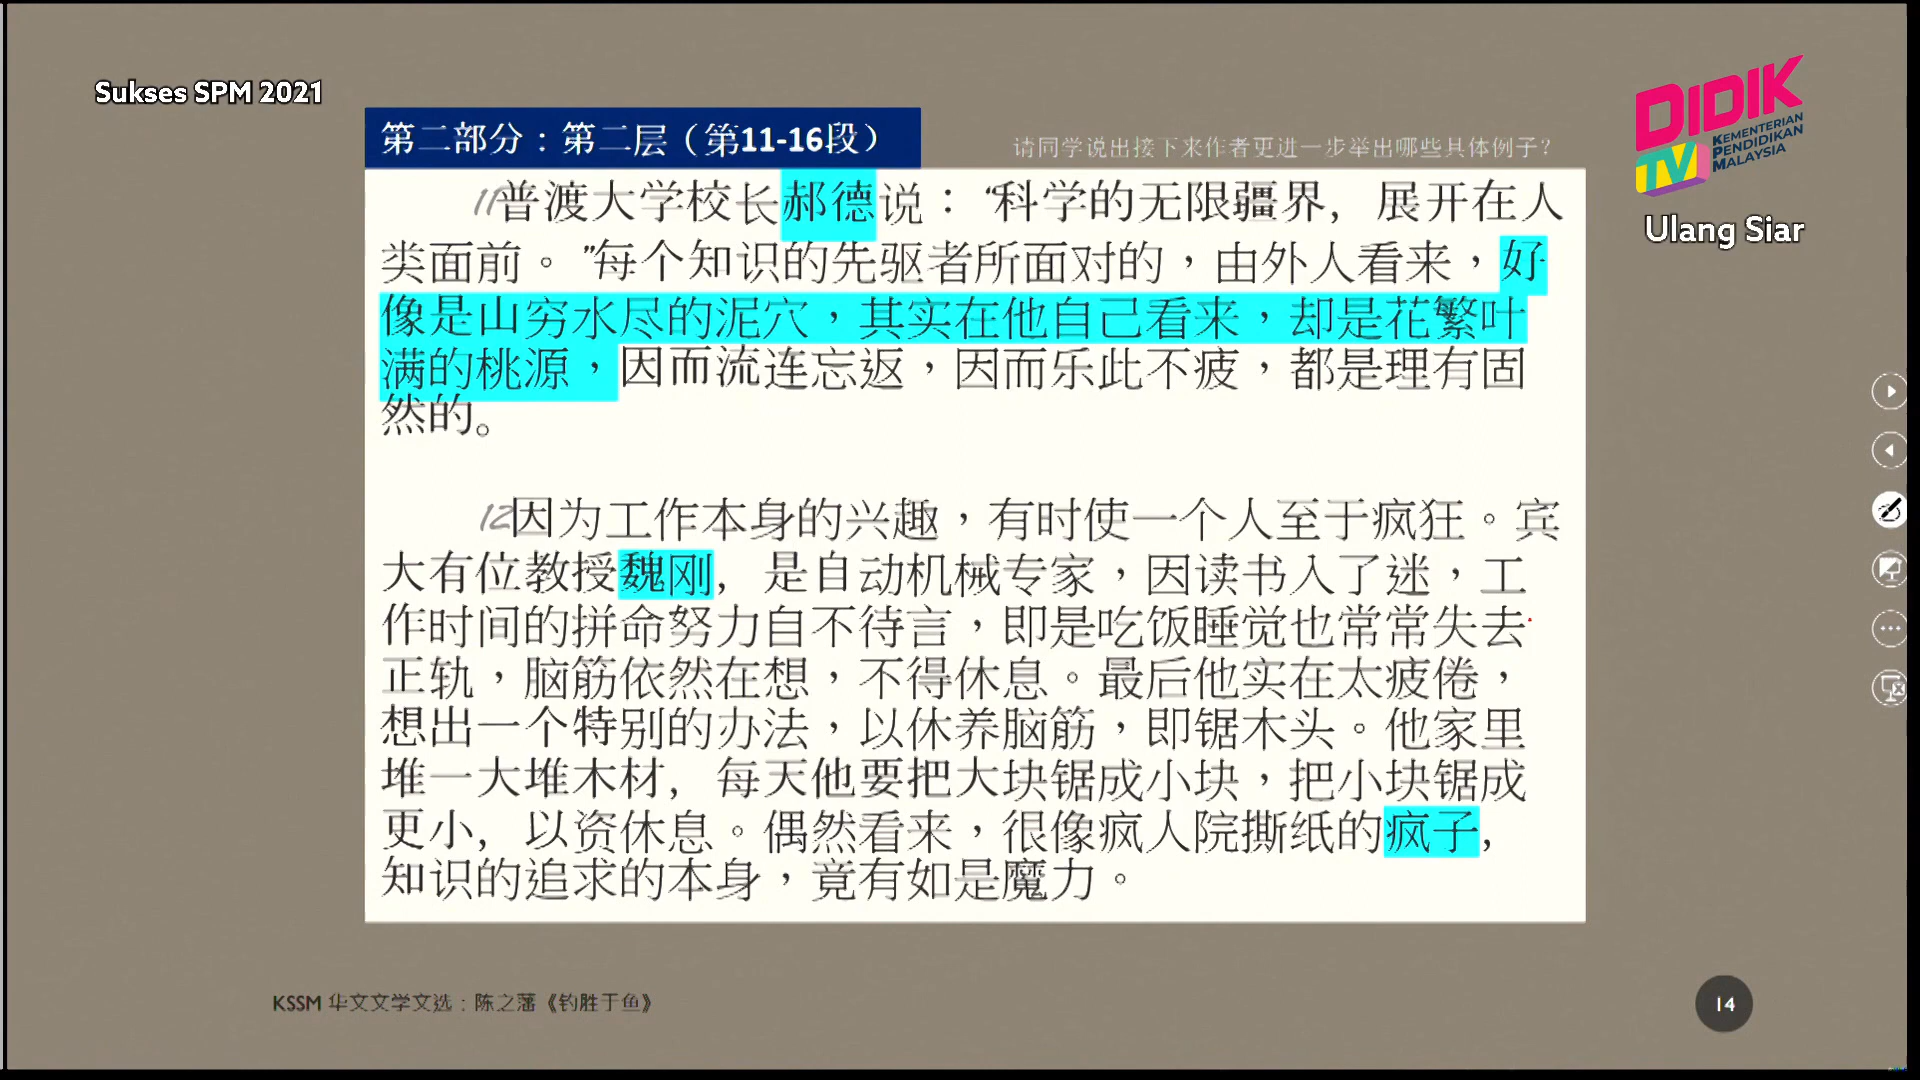 Sukses SPM 2021
DIDIK
TV
KEMENTERIAN
PENDIDIKAN
MALAYSIA
Ulang Siar
第二部分：第二层（第11-16段）
请同学说出接下来作者更进一步举出哪些具体例子？
11普渡大学校长郝德说：“科学的无限疆界，展开在人
类面前。”每个知识的先驱者所面对的，由外人看来，好
像是山穷水尽的泥穴，其实在他自己看来，却是花繁叶
满的桃源，因而流连忘返，因而乐此不疲，都是理有固
然的。
12因为工作本身的兴趣，有时使一个人至于疯狂。宾
大有位教授魏刚，是自动机械专家，因读书入了迷，工
作时间的拼命努力自不待言，即是吃饭睡觉也常常失去
正轨，脑筋依然在想，不得休息。最后他实在太疲倦，
想出一个特别的办法，以休养脑筋，即锯木头。他家里
堆一大堆木材，每天他要把大块锯成小块，把小块锯成
更小，以资休息。偶然看来，很像疯人院撕纸的疯子，
知识的追求的本身，竟有如是魔力。
KSSM 华文文学文选：陈之藩《钓胜于鱼》
14